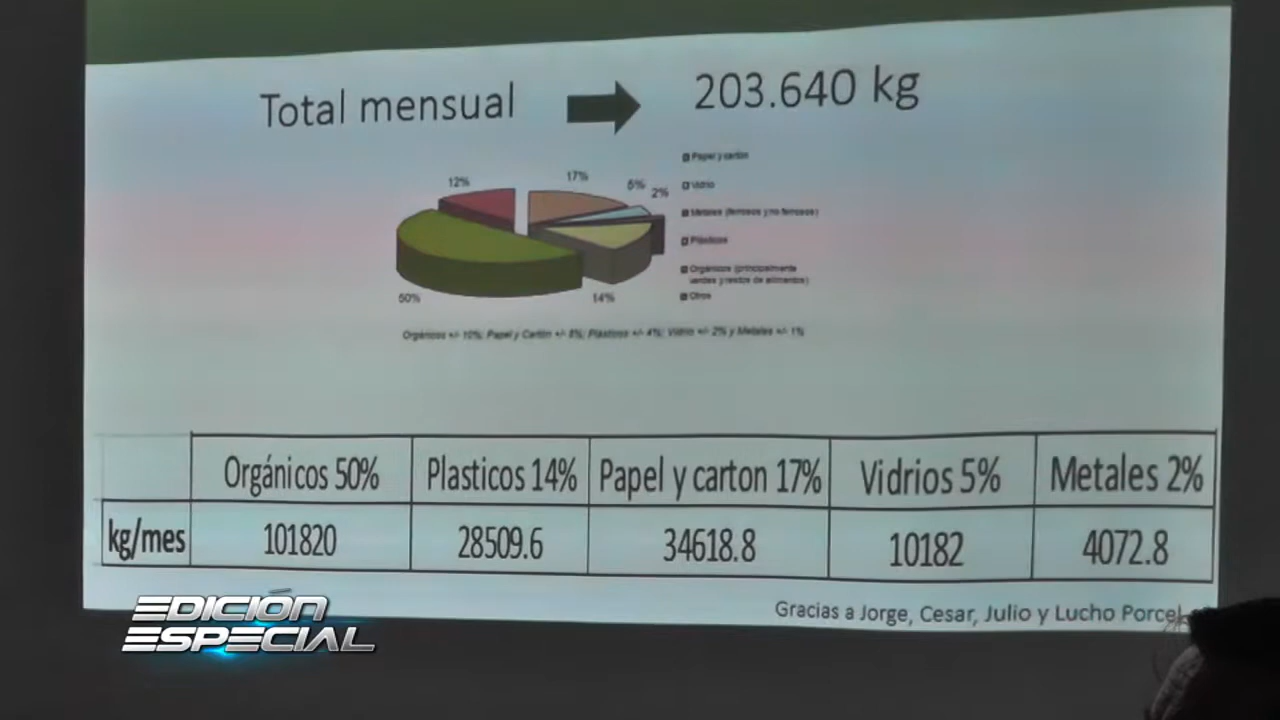 Total mensual 203.640 kg
12%
17%
5%
2%
50%
14%
Papel y cartón
Vidrio
Metales (ferrosos y no ferrosos)
Plásticos
Orgánicos (principalmente
verdes y restos de alimentos)
Otros
Orgánicos +/- 10%; Papel y Cartón +/- 8%; Plásticos +/- 4%; Vidrio +/- 2% y Metales +/- 1%
Orgánicos 50% Plasticos 14% Papel y carton 17% Vidrios 5% Metales 2%
kg/mes 101820 28509.6 34618.8 10182 4072.8
Gracias a Jorge, Cesar, Julio y Lucho Porcel
EDICIÓN
ESPECIAL